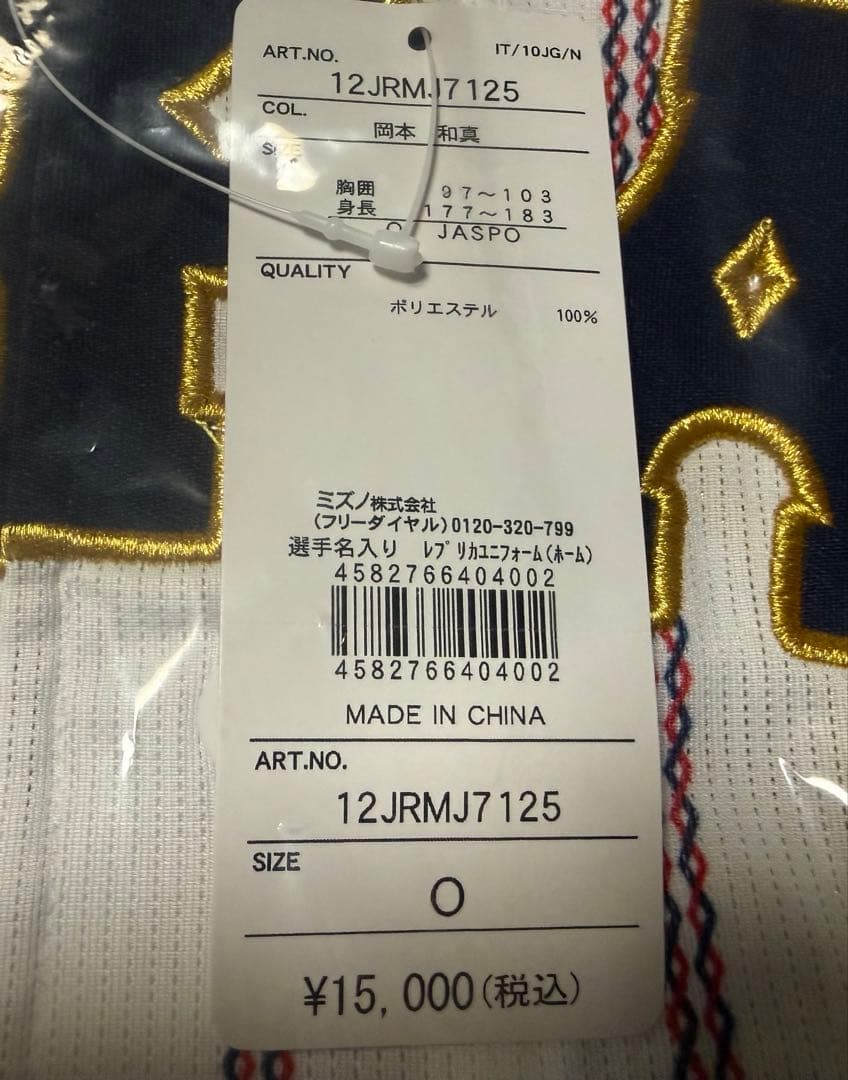 ART.NO.
IT/10JG/N
12JRMJ7125
COL.
岡本 和真
SIZE
胸囲 97～103
身長 177～183
O JASPO
QUALITY
ポリエステル 100%
ミズノ株式会社
(フリーダイヤル)0120-320-799
選手名入り ﾚﾌﾟﾘｶﾕﾆﾌｫｰﾑ(ﾎｰﾑ)
4582766404002
4582766404002
MADE IN CHINA
ART.NO.
12JRMJ7125
SIZE
O
¥15,000(税込)